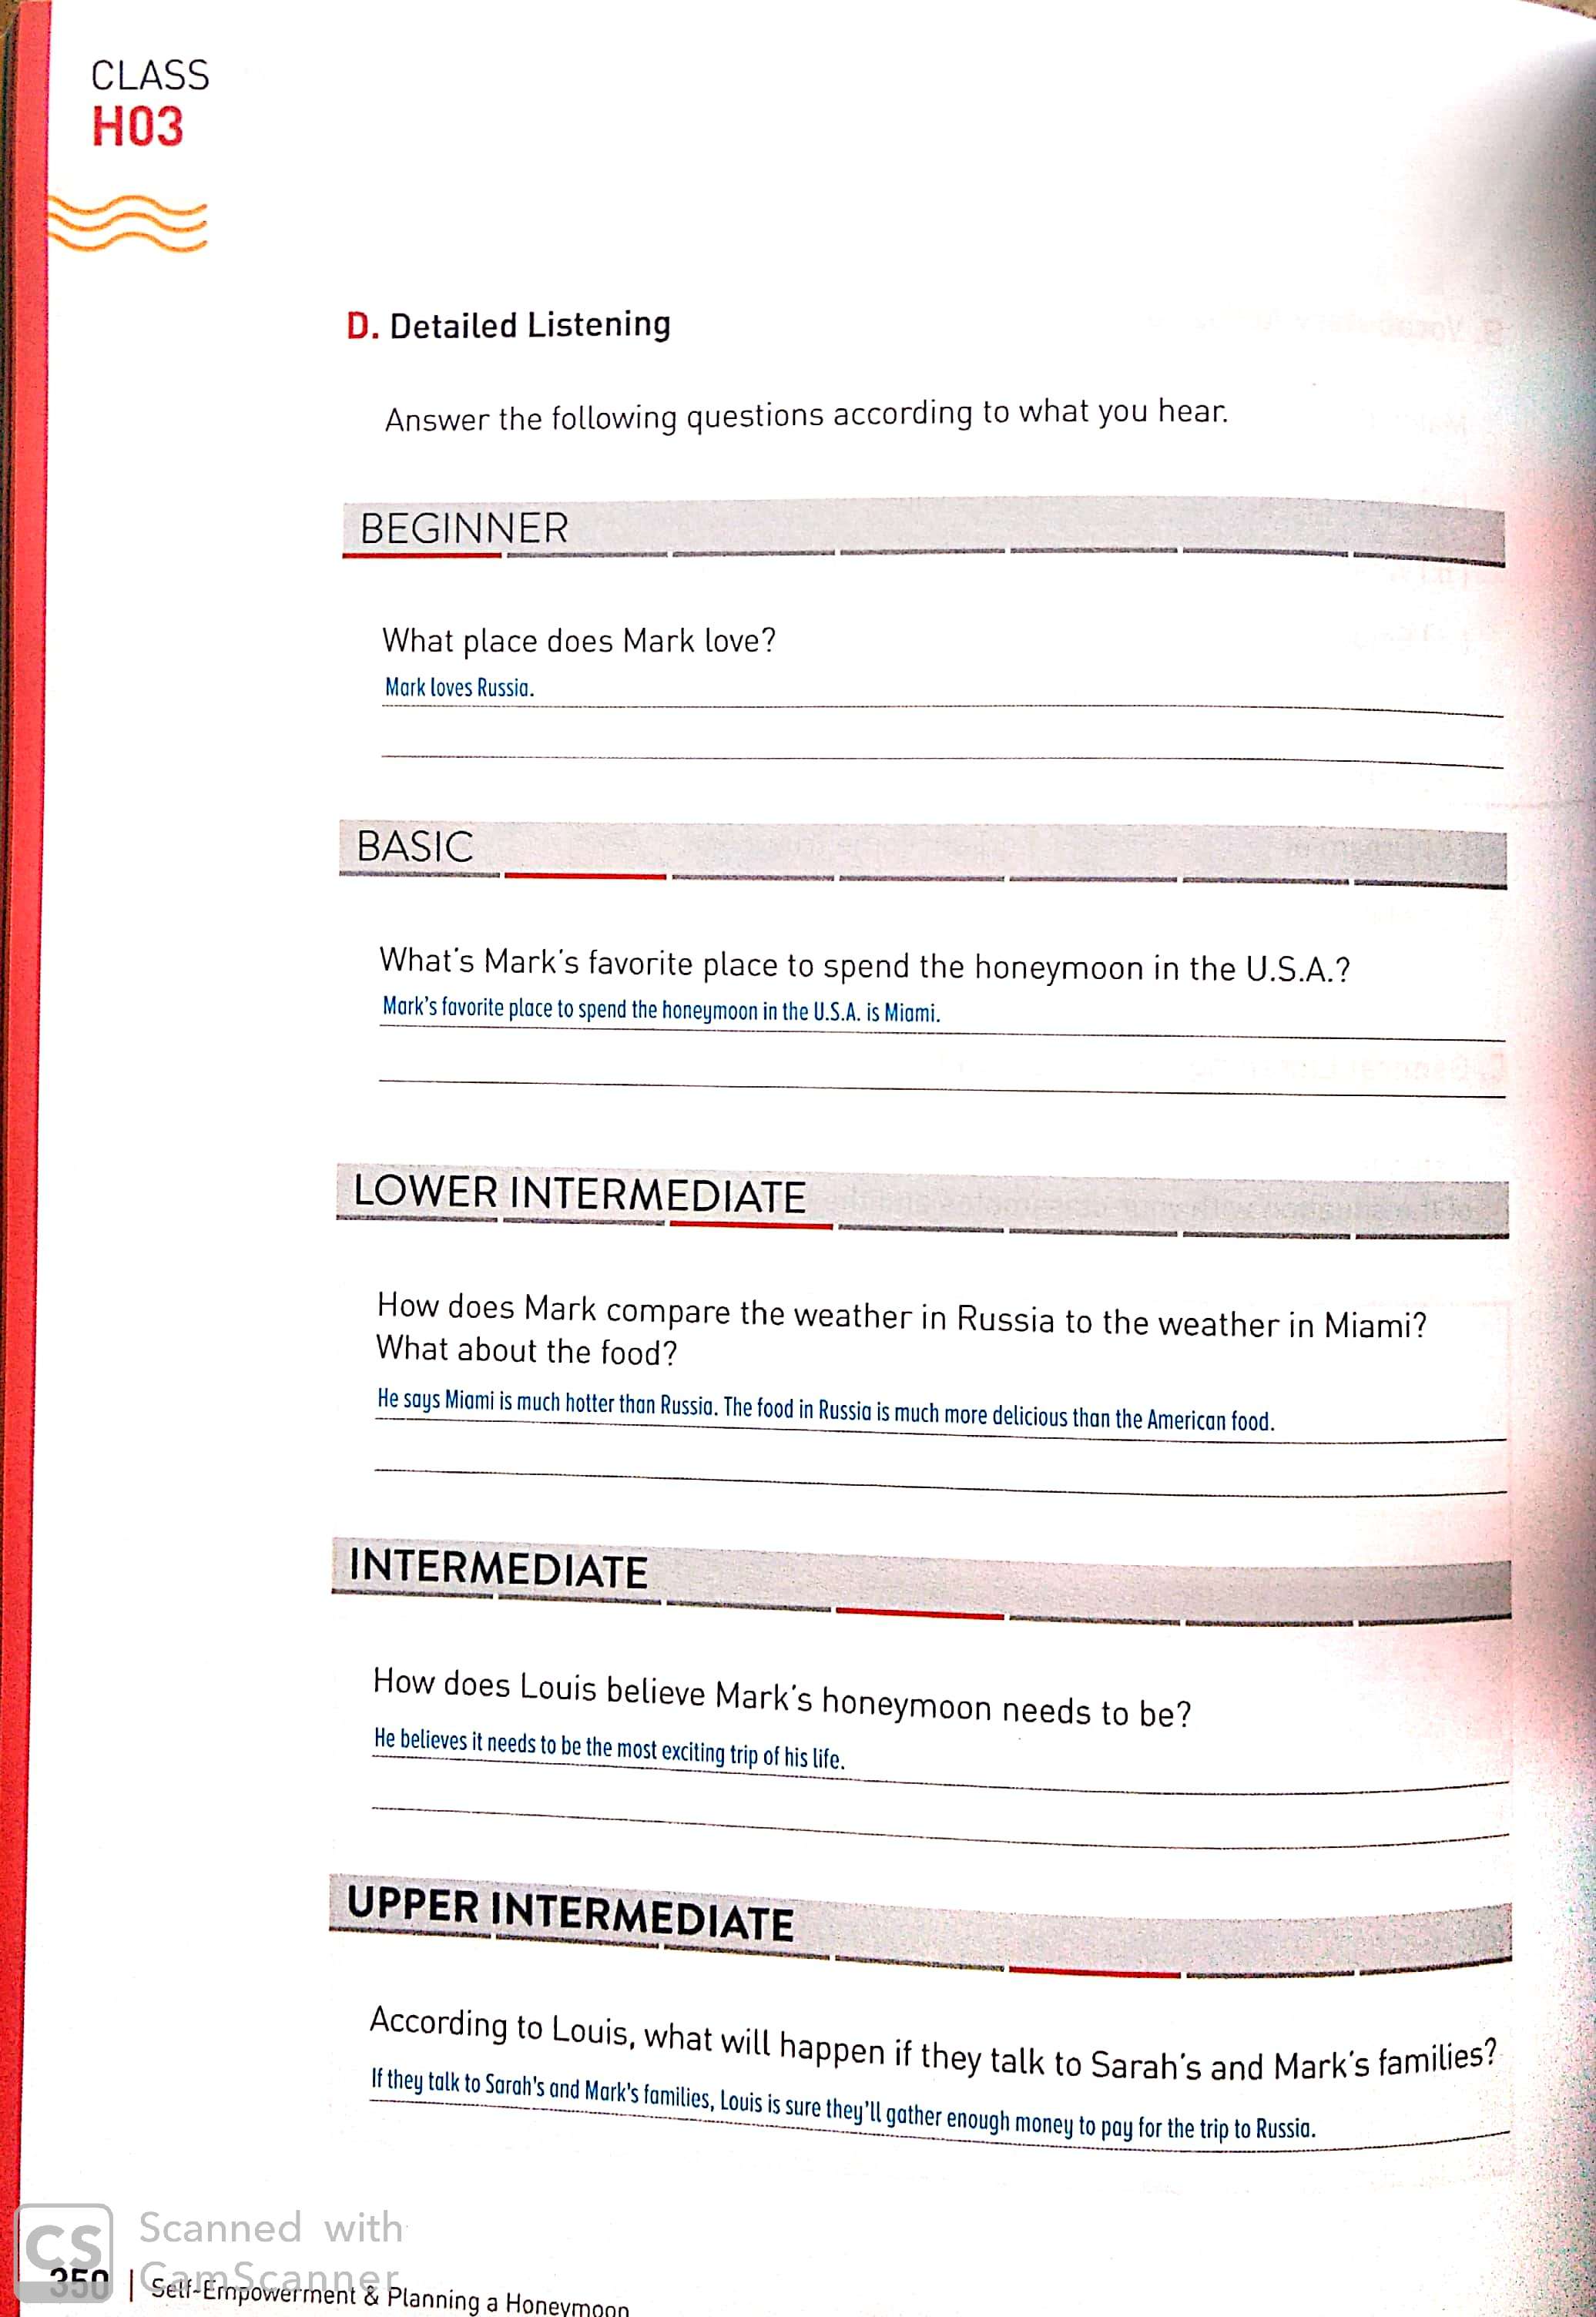 CLASS
H03
D. Detailed Listening
Answer the following questions according to what you hear.
BEGINNER
What place does Mark love?
Mark loves Russia.
BASIC
What's Mark's favorite place to spend the honeymoon in the U.S.A.?
Mark's favorite place to spend the honeymoon in the U.S.A. is Miami.
LOWER INTERMEDIATE
How does Mark compare the weather in Russia to the weather in Miami?
What about the food?
He says Miami is much hotter than Russia. The food in Russia is much more delicious than the American food.
INTERMEDIATE
How does Louis believe Mark's honeymoon needs to be?
He believes it needs to be the most exciting trip of his life.
UPPER INTERMEDIATE
According to Louis, what will happen if they talk to Sarah's and Mark's families?
If they talk to Sarah's and Mark's families, Louis is sure they'll gather enough money to pay for the trip to Russia.
CS
Scanned with
CamScanner
350 | Self-Empowerment & Planning a Honeymoon